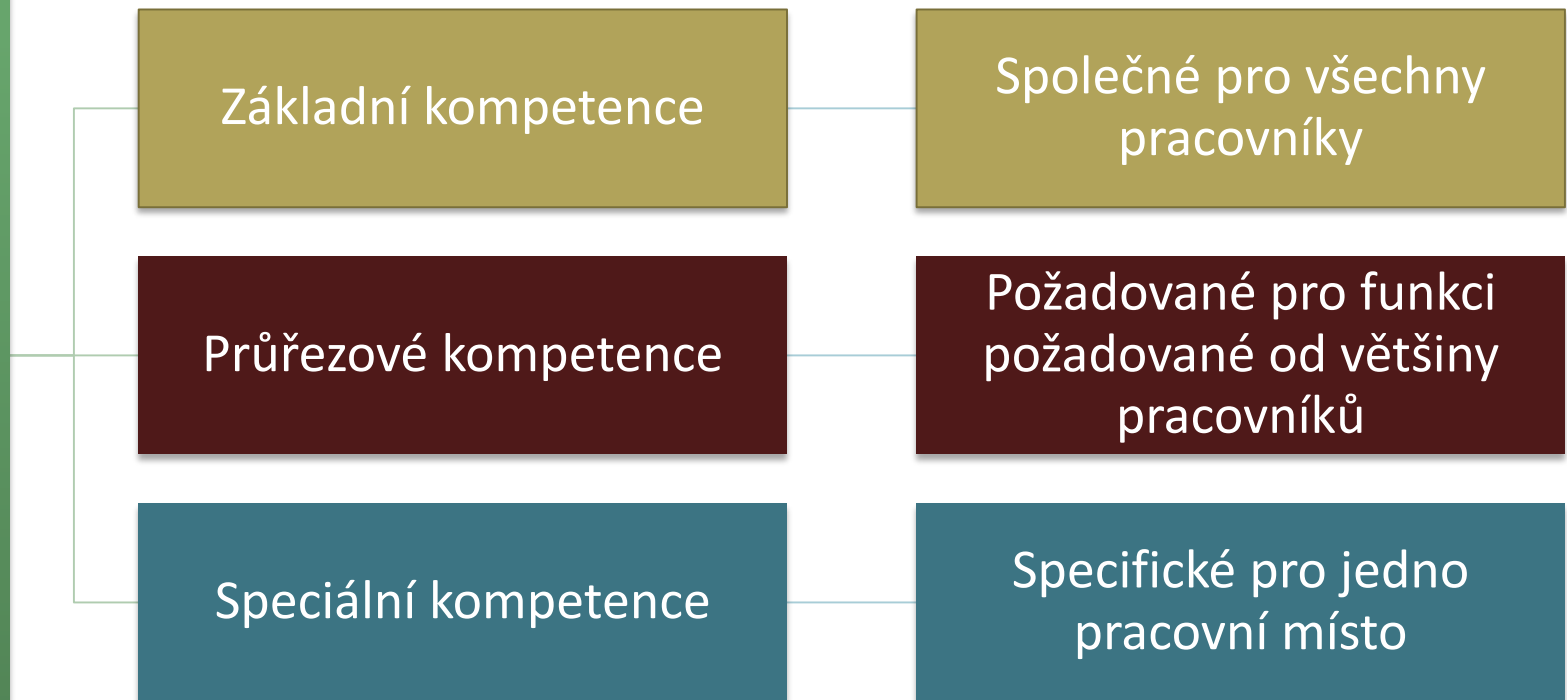 Základní kompetence
Společné pro všechny
pracovníky
Průřezové kompetence
Požadované pro funkci
požadované od většiny
pracovníků
Speciální kompetence
Specifické pro jedno
pracovní místo